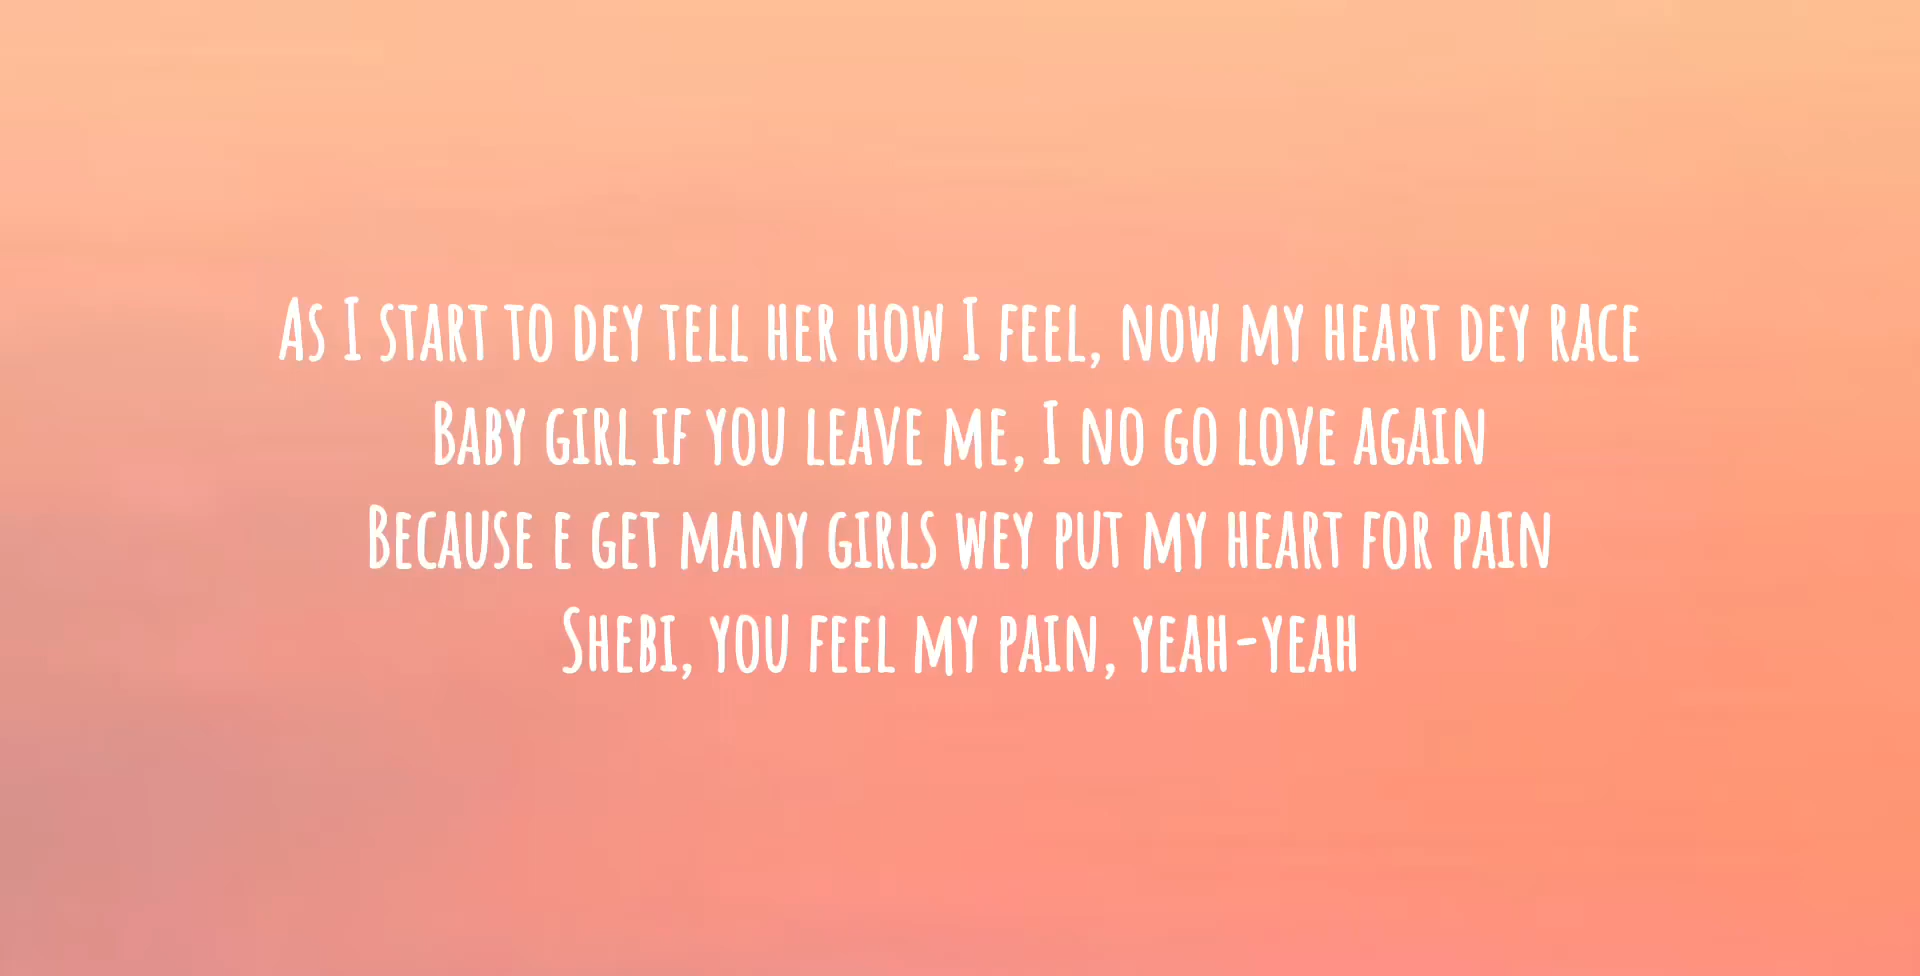 As I start to dey tell her how I feel, now my heart dey race
Baby girl if you leave me, I no go love again
Because e get many girls wey put my heart for pain
Shebi, you feel my pain, yeah-yeah